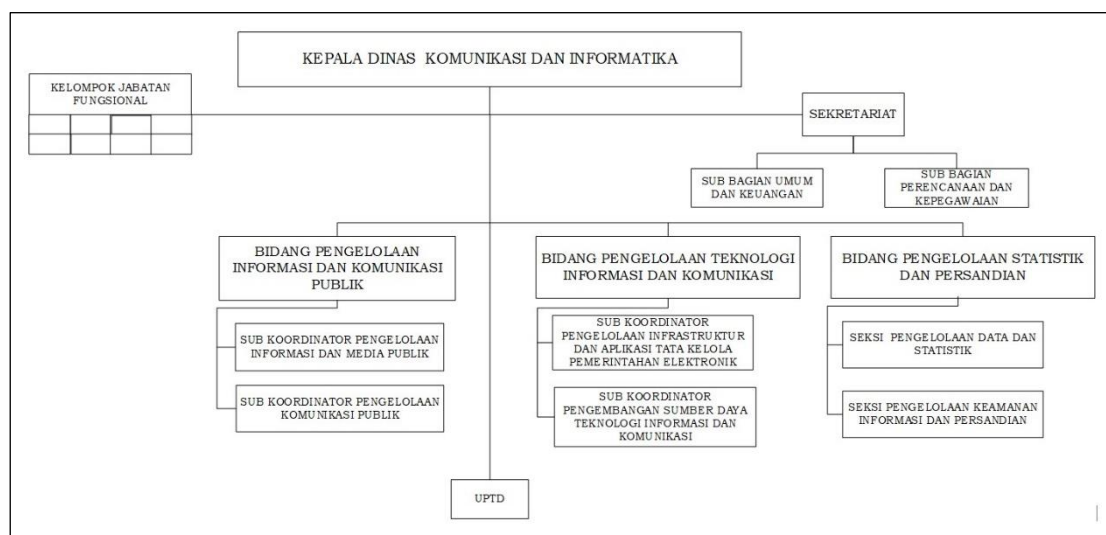 KEPALA DINAS KOMUNIKASI DAN INFORMATIKA
KELOMPOK JABATAN
FUNGSIONAL
SEKRETARIAT
SUB BAGIAN UMUM
DAN KEUANGAN
SUB BAGIAN
PERENCANAAN DAN
KEPEGAWAIAN
BIDANG PENGELOLAAN
INFORMASI DAN KOMUNIKASI
PUBLIK
BIDANG PENGELOLAAN TEKNOLOGI
INFORMASI DAN KOMUNIKASI
BIDANG PENGELOLAAN STATISTIK
DAN PERSANDIAN
SUB KOORDINATOR PENGELOLAAN
INFORMASI DAN MEDIA PUBLIK
SUB KOORDINATOR
PENGELOLAAN INFRASTRUKTUR
DAN APLIKASI TATA KELOLA
PEMERINTAHAN ELEKTRONIK
SEKSI PENGELOLAAN DATA DAN
STATISTIK
SUB KOORDINATOR PENGELOLAAN
KOMUNIKASI PUBLIK
SUB KOORDINATOR
PENGEMBANGAN SUMBER DAYA
TEKNOLOGI INFORMASI DAN
KOMUNIKASI
SEKSI PENGELOLAAN KEAMANAN
INFORMASI DAN PERSANDIAN
UPTD